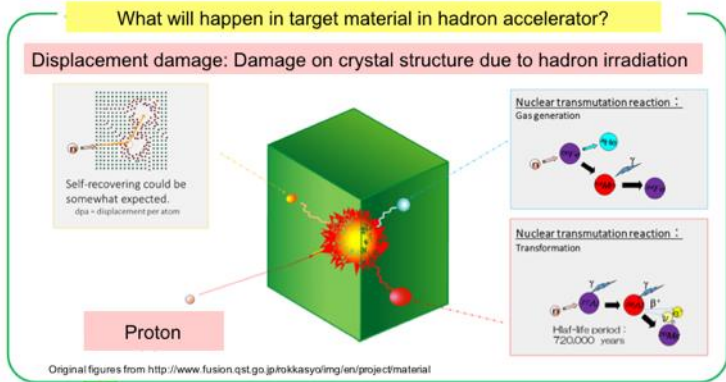 What will happen in target material in hadron accelerator?
Displacement damage: Damage on crystal structure due to hadron irradiation
Self-recovering could be
somewhat expected.
dpa = displacement per atom
Proton
Nuclear transmutation reaction :
Gas generation
γ
Nuclear transmutation reaction :
Transformation
γ
γ
β⁺
Hlaf-life period :
720,000 years
Original figures from http://www.fusion.qst.go.jp/rokkasyo/img/en/project/material